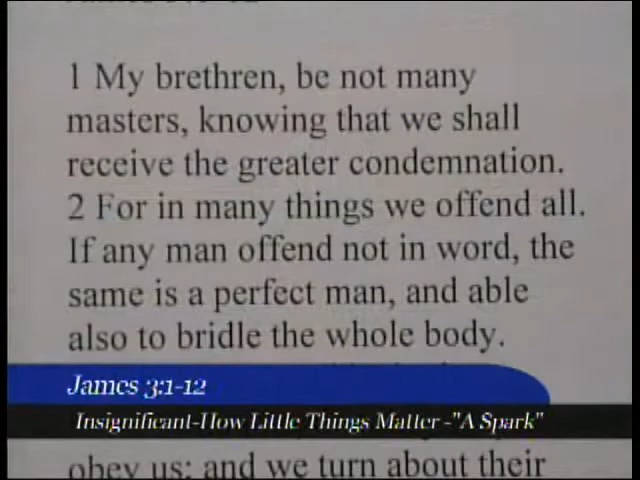 1 My brethren, be not many
masters, knowing that we shall
receive the greater condemnation.
2 For in many things we offend all.
If any man offend not in word, the
same is a perfect man, and able
also to bridle the whole body.
James 3:1-12
Insignificant-How Little Things Matter -"A Spark"
obey us; and we turn about their